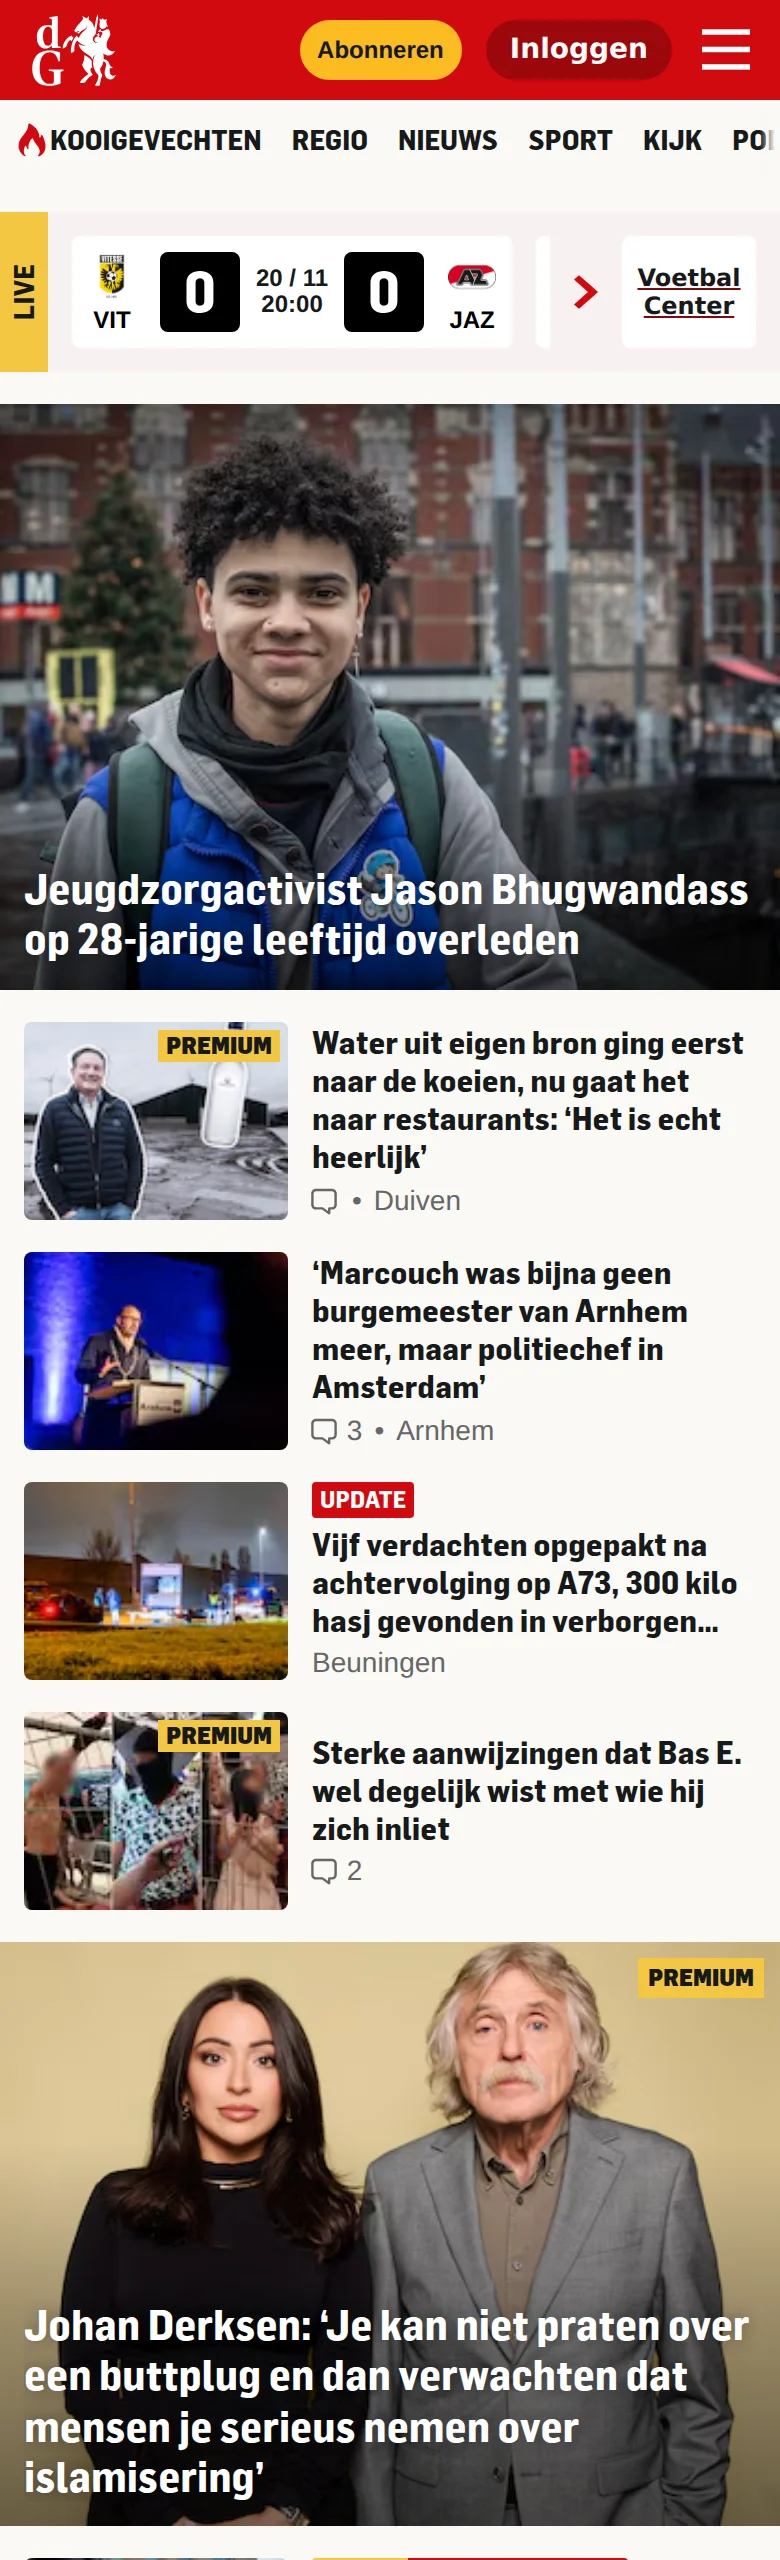 dG
Abonneren
Inloggen
KOOIGEVECHTEN REGIO NIEUWS SPORT KIJK
LIVE
VITESSE
VIT
0
20 / 11
20:00
0
AZ
JAZ
Voetbal
Center
Jeugdzorgactivist Jason Bhugwandass
op 28-jarige leeftijd overleden
PREMIUM
Water uit eigen bron ging eerst
naar de koeien, nu gaat het
naar restaurants: ‘Het is echt
heerlijk’
• Duiven
‘Marcouch was bijna geen
burgemeester van Arnhem
meer, maar politiechef in
Amsterdam’
3 • Arnhem
Arnhem
UPDATE
Vijf verdachten opgepakt na
achtervolging op A73, 300 kilo
hasj gevonden in verborgen...
Beuningen
PREMIUM
Sterke aanwijzingen dat Bas E.
wel degelijk wist met wie hij
zich inliet
2
PREMIUM
Johan Derksen: ‘Je kan niet praten over
een buttplug en dan verwachten dat
mensen je serieus nemen over
islamisering’